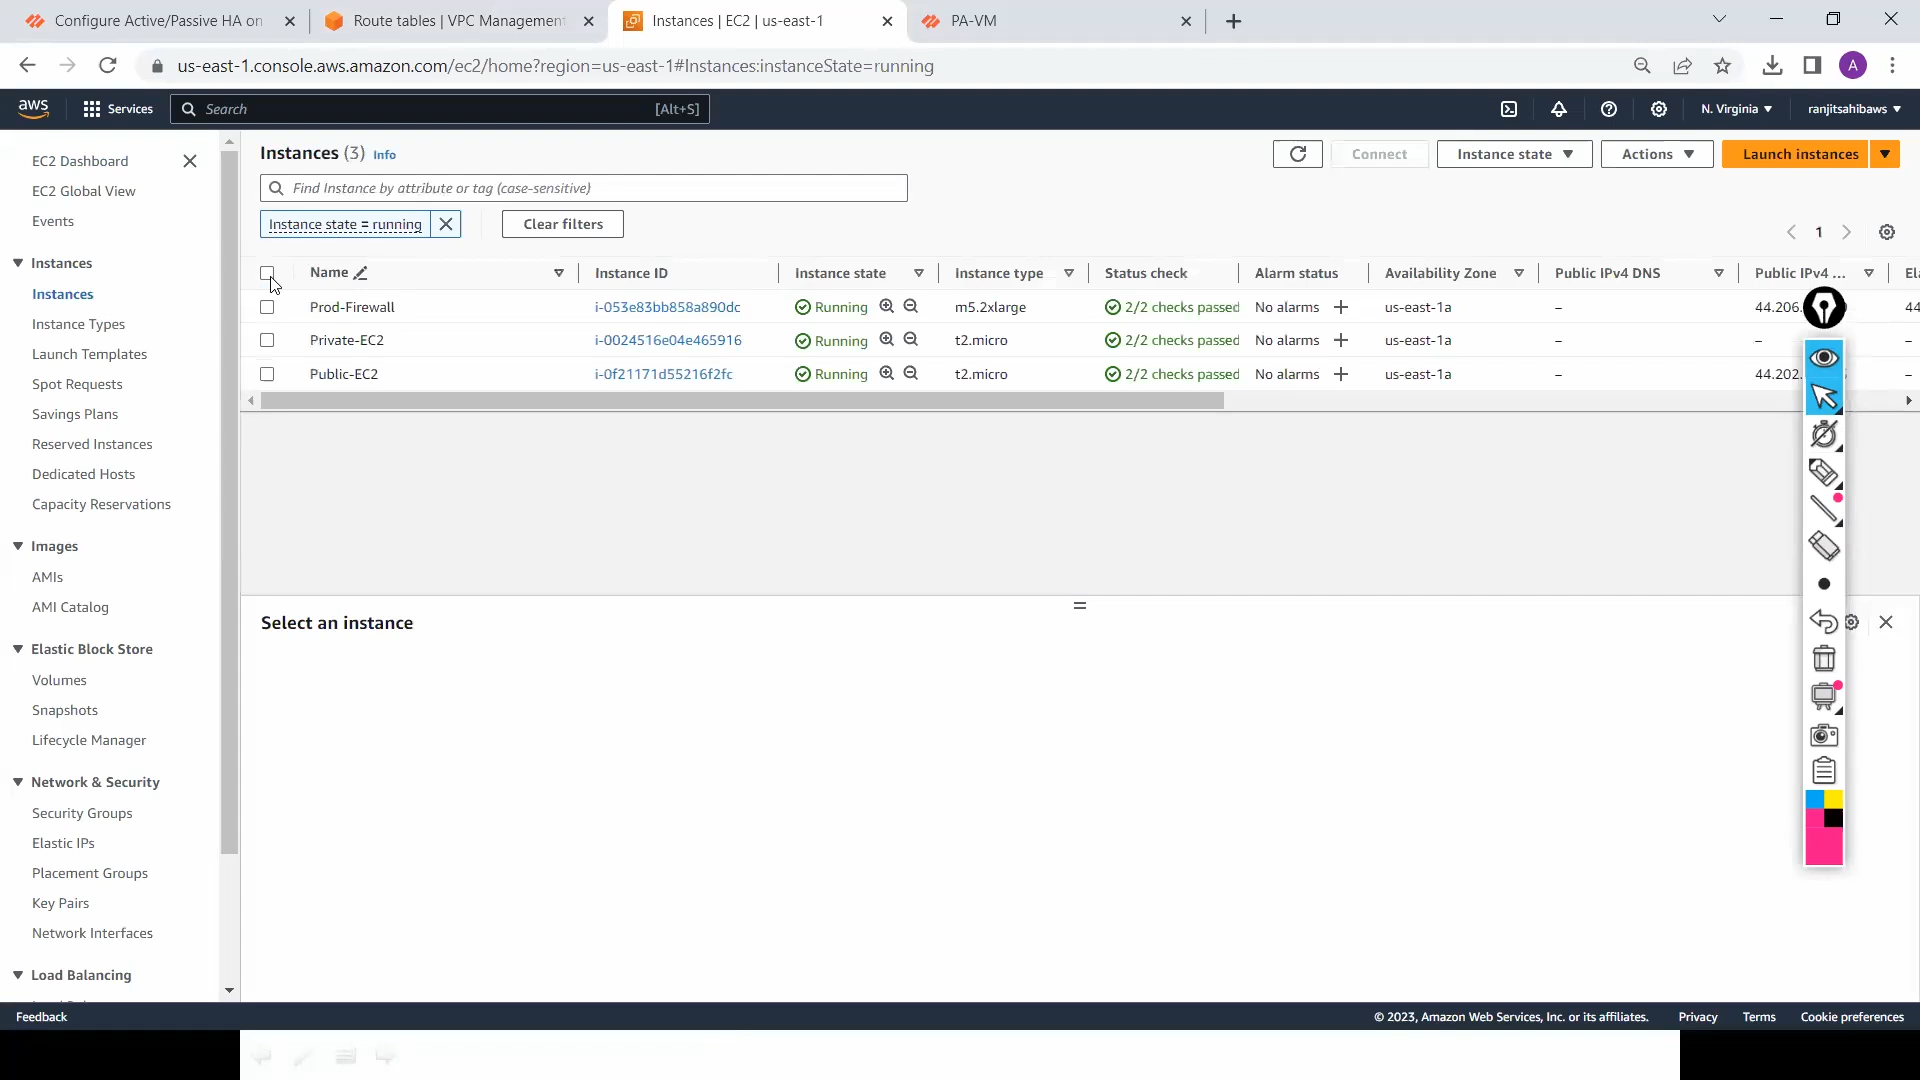 Configure Active/Passive HA on
Route tables | VPC Management
Instances | EC2 | us-east-1
PA-VM
us-east-1.console.aws.amazon.com/ec2/home?region=us-east-1#Instances:instanceState=running
A
aws
Services
Search
[Alt+S]
N. Virginia
ranjitsahibaws
EC2 Dashboard
EC2 Global View
Events
Instances
Instances
Instance Types
Launch Templates
Spot Requests
Savings Plans
Reserved Instances
Dedicated Hosts
Capacity Reservations
Images
AMIs
AMI Catalog
Elastic Block Store
Volumes
Snapshots
Lifecycle Manager
Network & Security
Security Groups
Elastic IPs
Placement Groups
Key Pairs
Network Interfaces
Load Balancing
Instances (3) Info
Connect
Instance state
Actions
Launch instances
Find Instance by attribute or tag (case-sensitive)
Instance state = running
Clear filters
1
Name Instance ID Instance state Instance type Status check Alarm status Availability Zone Public IPv4 DNS Public IPv4 ... Ela
Prod-Firewall i-053e83bb858a890dc Running m5.2xlarge 2/2 checks passed No alarms + us-east-1a – 44.206. 44
Private-EC2 i-0024516e04e465916 Running t2.micro 2/2 checks passed No alarms + us-east-1a – – –
Public-EC2 i-0f21171d55216f2fc Running t2.micro 2/2 checks passed No alarms + us-east-1a – 44.202. –
Select an instance
Feedback
© 2023, Amazon Web Services, Inc. or its affiliates.
Privacy
Terms
Cookie preferences